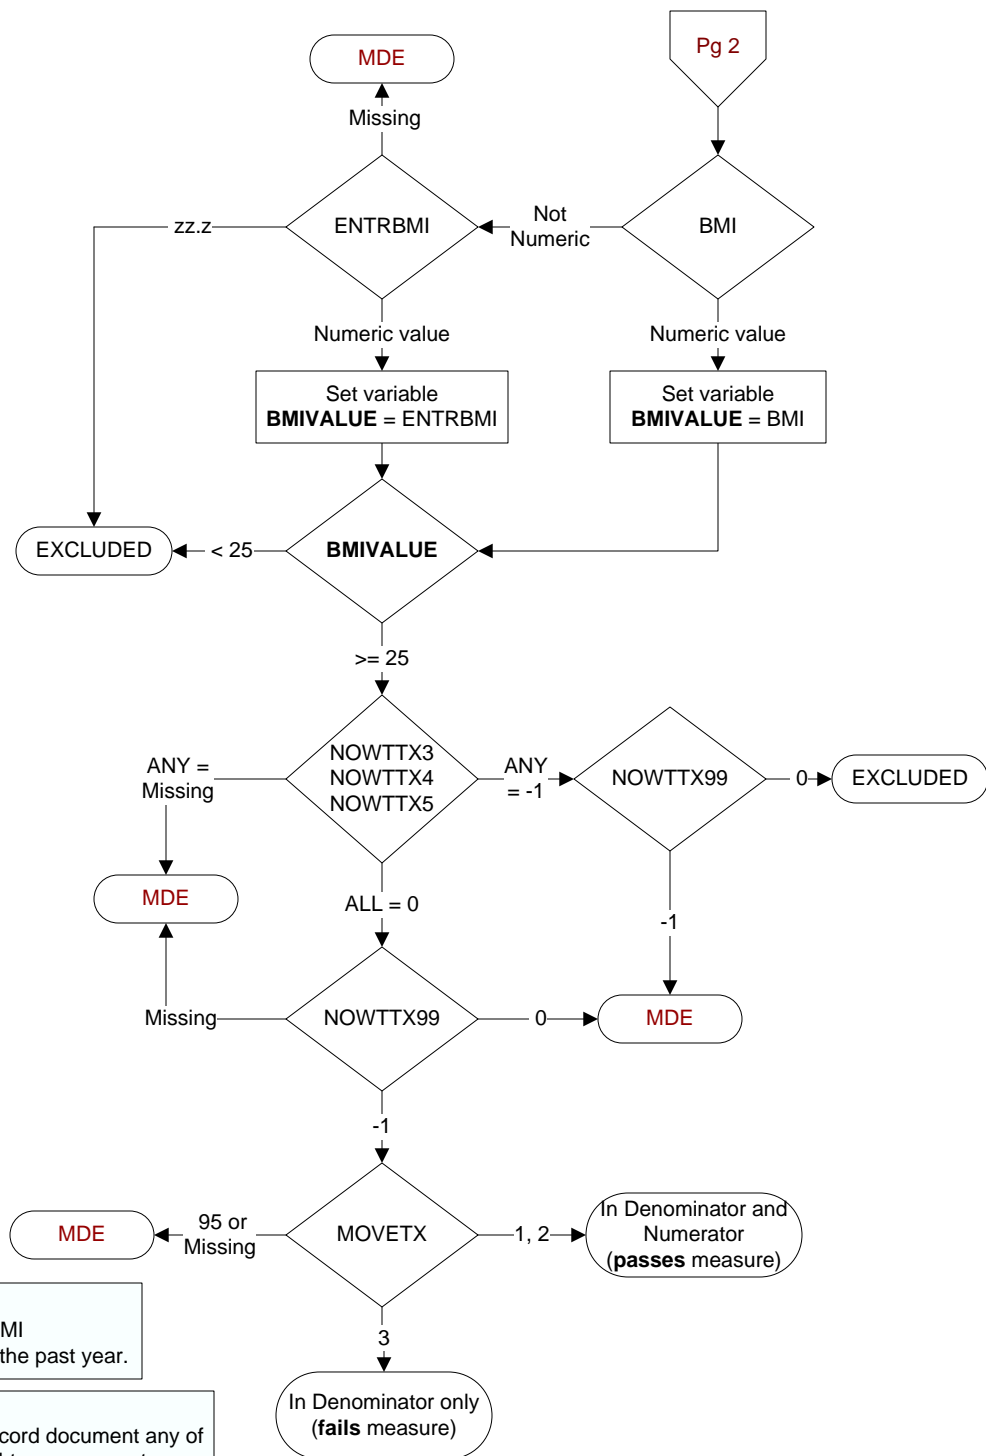 Pg 2
MDE
Missing
ENTRBMI
zz.z
Not
Numeric
BMI
Numeric value
Numeric value
Set variable
BMIVALUE = ENTRBMI
Set variable
BMIVALUE = BMI
EXCLUDED
< 25
BMIVALUE
>= 25
ANY =
Missing
NOWTTX3
NOWTTX4
NOWTTX5
ANY
= -1
NOWTTX99
0
EXCLUDED
MDE
ALL = 0
-1
Missing
NOWTTX99
0
MDE
-1
MDE
95 or
Missing
MOVETX
1, 2
In Denominator and
Numerator
(passes measure)
MI
the past year.
3
In Denominator only
(fails measure)
cord document any of